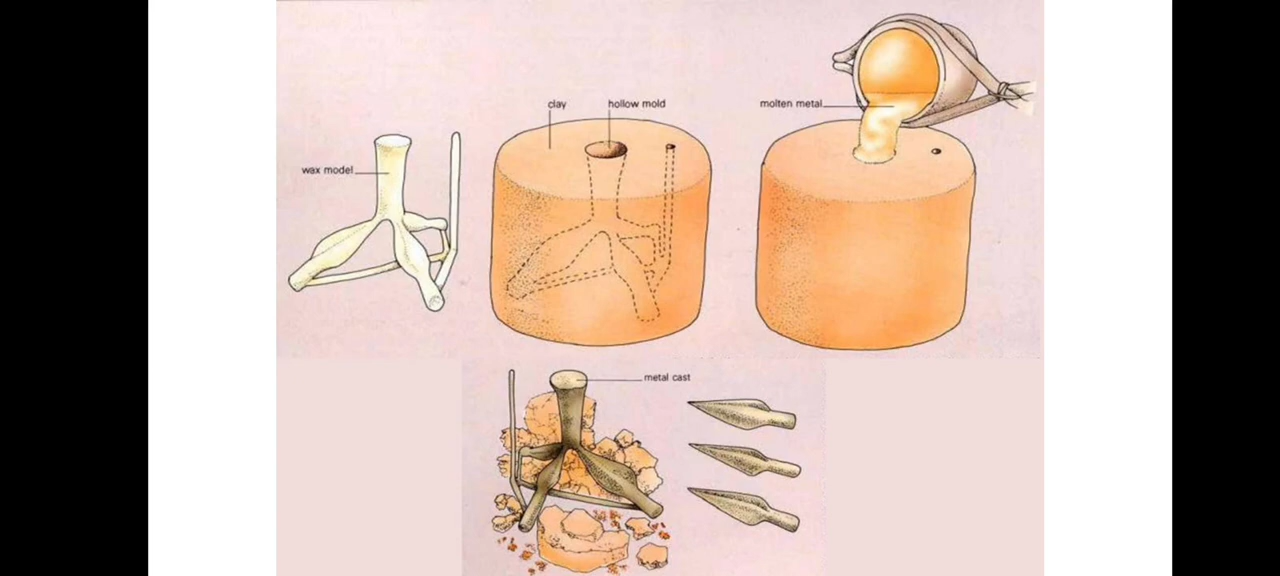 wax model
clay
hollow mold
molten metal
metal cast